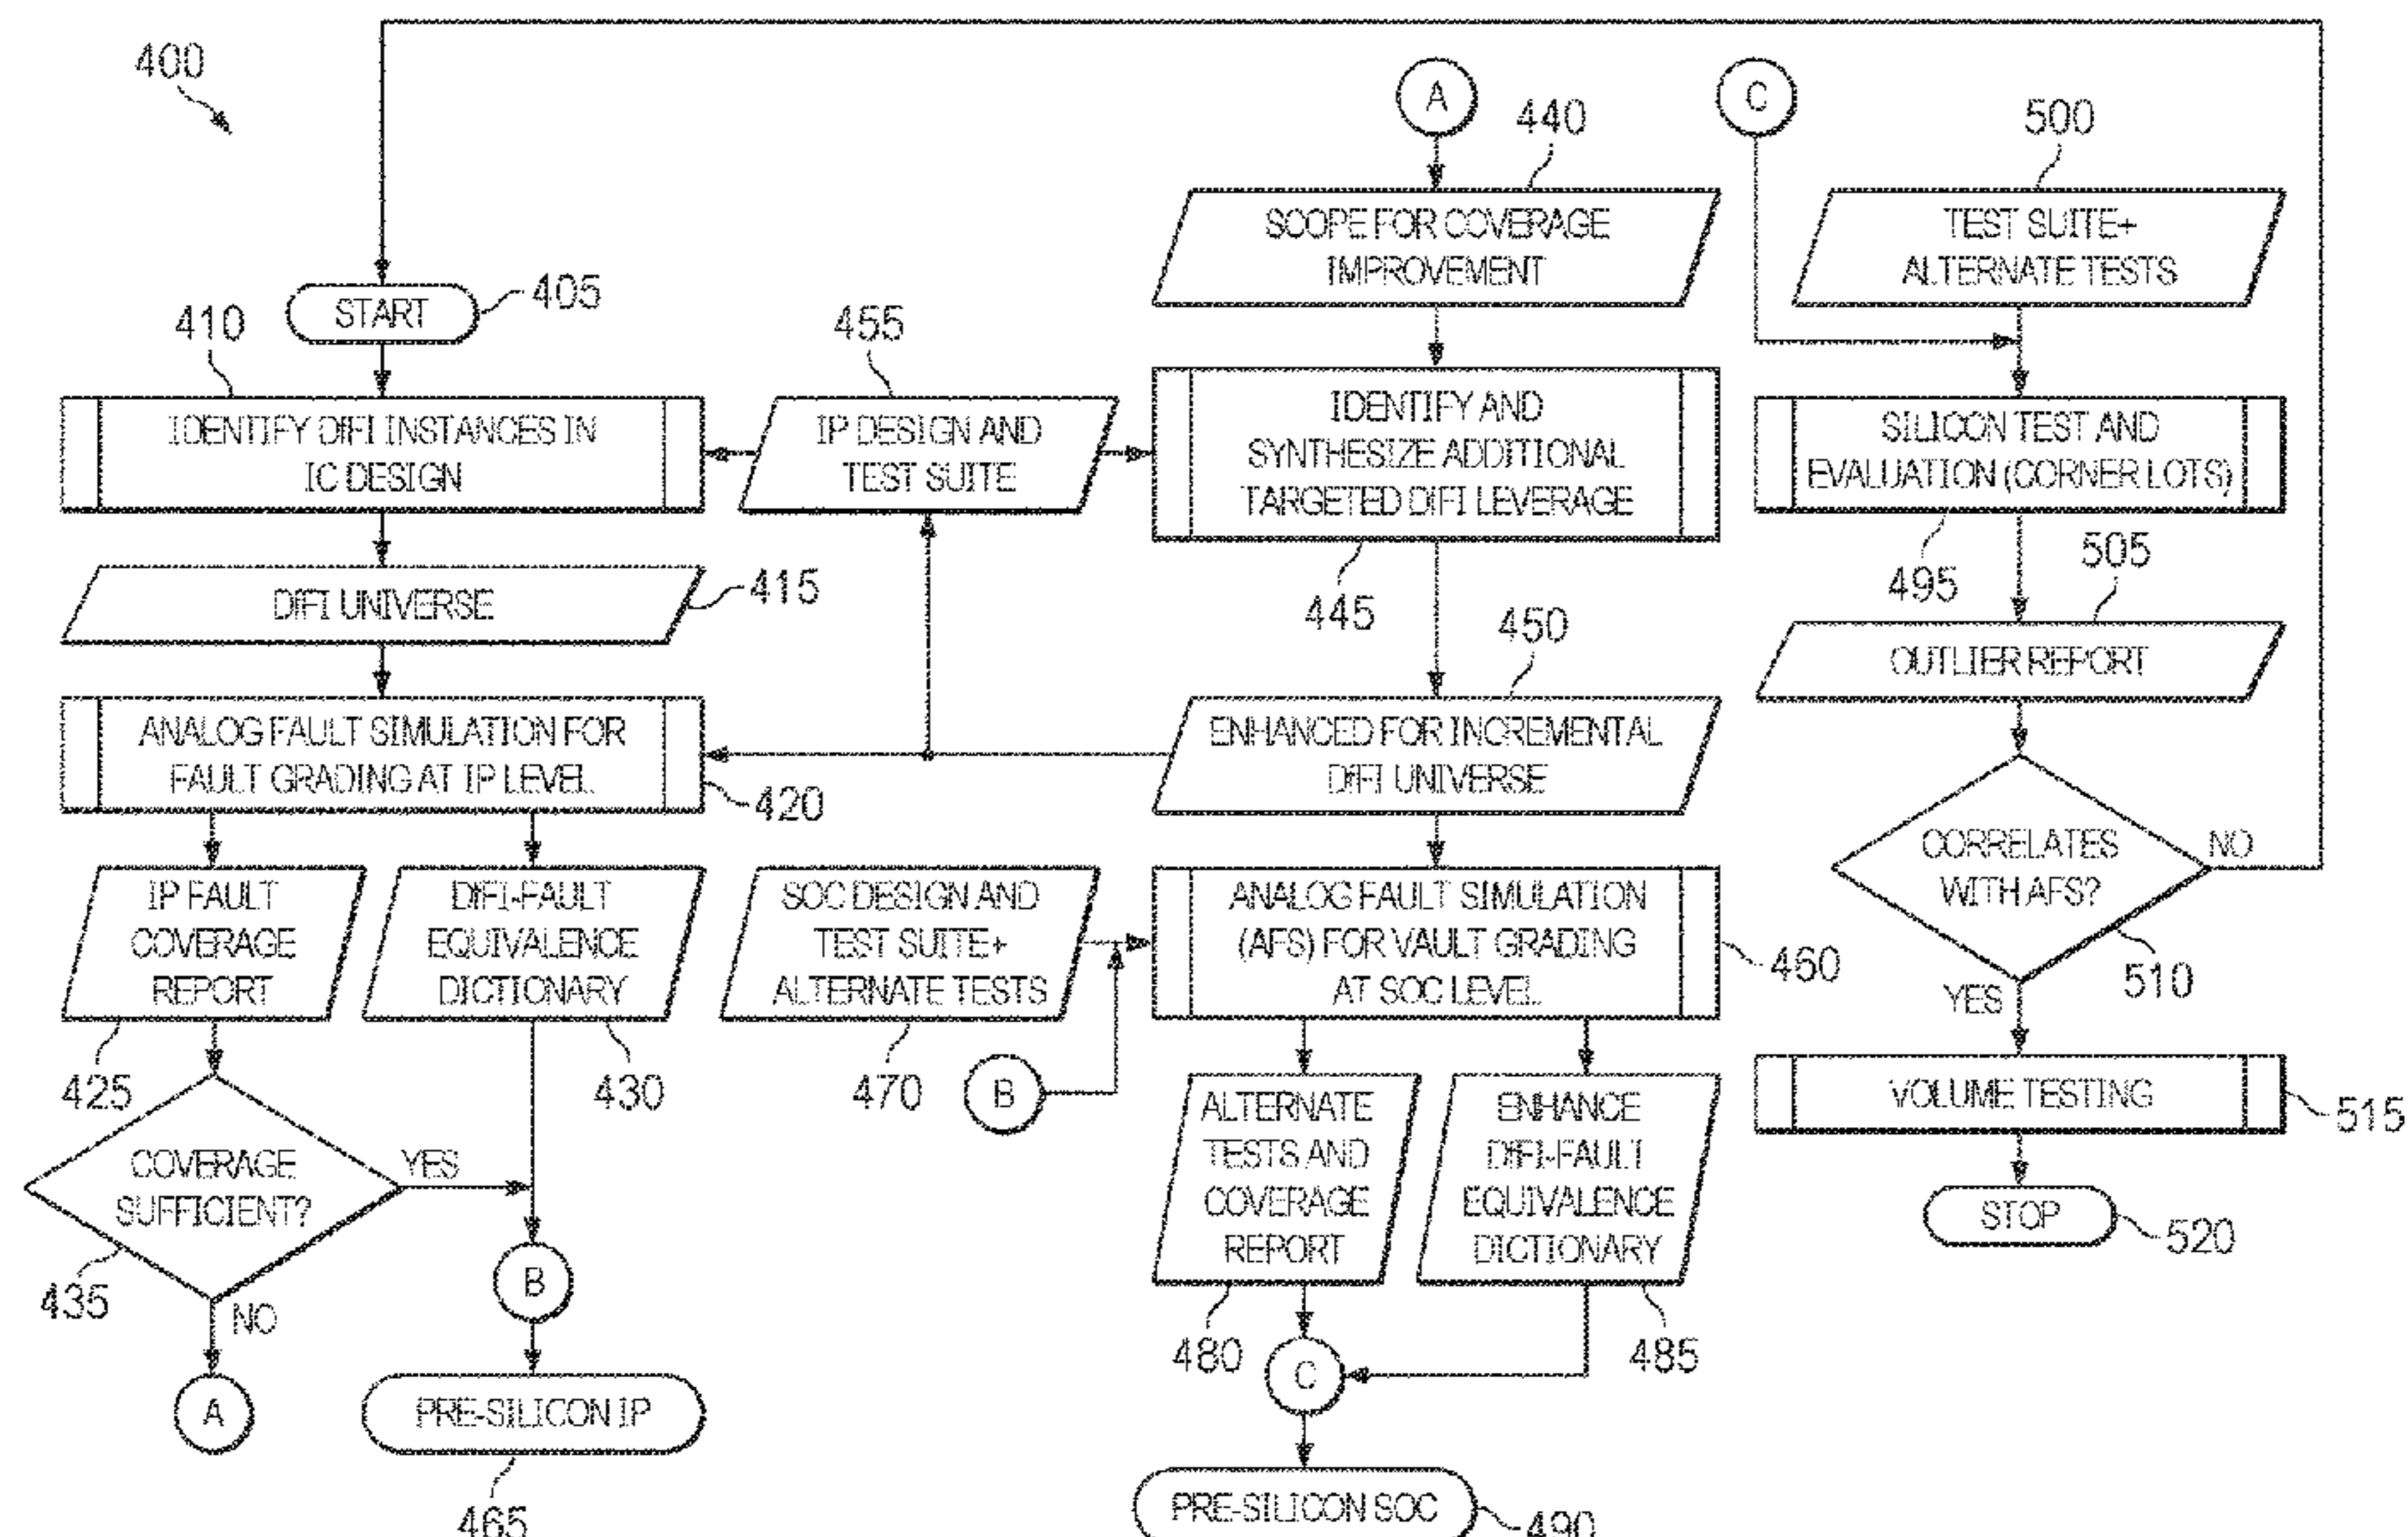 400
START
405
410
IDENTIFY DfFI INSTANCES IN
IC DESIGN
DfFI UNIVERSE
415
ANALOG FAULT SIMULATION FOR
FAULT GRADING AT IP LEVEL
420
IP FAULT
COVERAGE
REPORT
425
DfFI-FAULT
EQUIVALENCE
DICTIONARY
430
COVERAGE
SUFFICIENT?
YES
435
NO
A
B
PRE-SILICON IP
465
455
IP DESIGN AND
TEST SUITE
A
440
SCOPE FOR COVERAGE
IMPROVEMENT
IDENTIFY AND
SYNTHESIZE ADDITIONAL
TARGETED DfFI LEVERAGE
445
450
ENHANCED FOR INCREMENTAL
DfFI UNIVERSE
SOC DESIGN AND
TEST SUITE+
ALTERNATE TESTS
470
B
ANALOG FAULT SIMULATION
(AFS) FOR VAULT GRADING
AT SOC LEVEL
460
ALTERNATE
TESTS AND
COVERAGE
REPORT
480
ENHANCE
DfFI-FAULT
EQUIVALENCE
DICTIONARY
485
C
PRE-SILICON SOC
490
C
500
TEST SUITE+
ALTERNATE TESTS
SILICON TEST AND
EVALUATION (CORNER LOTS)
495
505
OUTLIER REPORT
CORRELATES
WITH AFS?
NO
510
YES
VOLUME TESTING
515
STOP
520